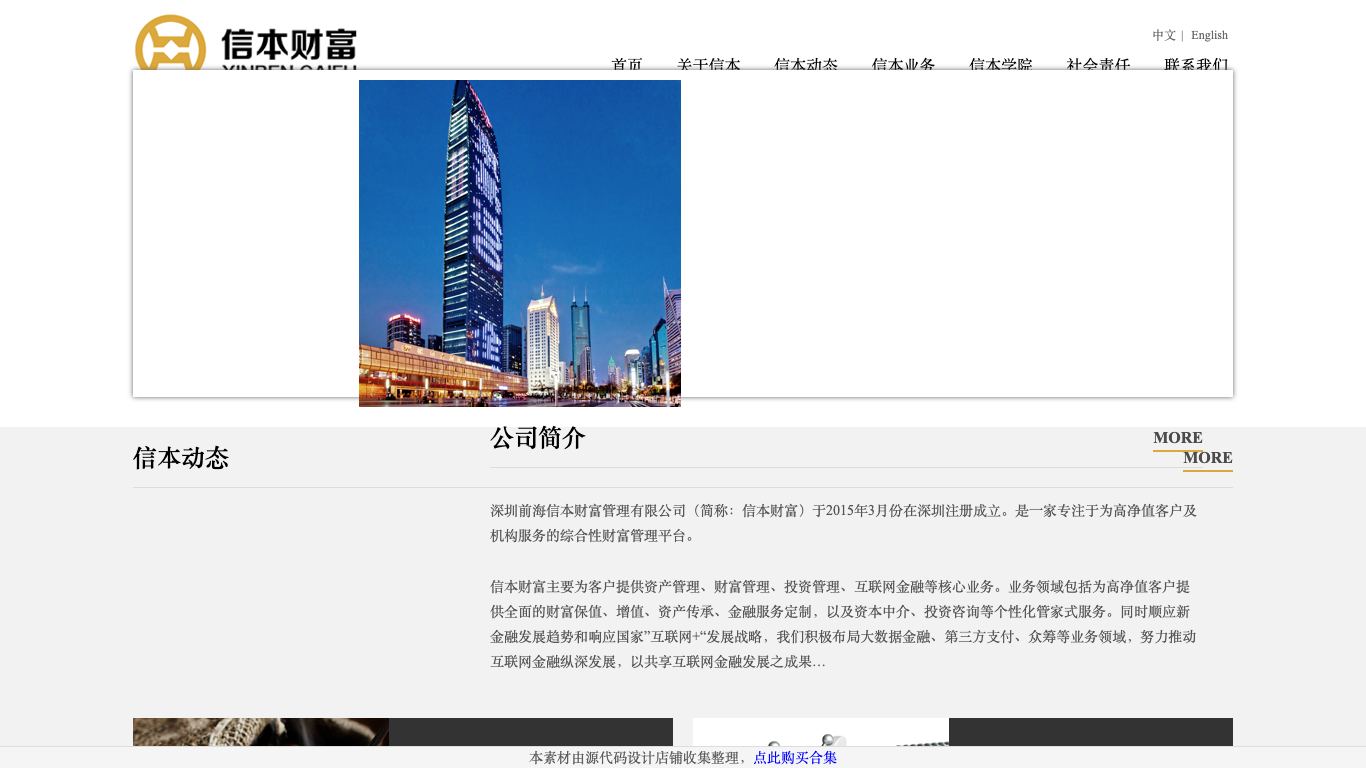 信本财富
XINBEN CAIFU
中文 | English
首页 关于信本 信本动态 信本业务 信本学院 社会责任 联系我们
公司简介 MORE
信本动态 MORE
深圳前海信本财富管理有限公司（简称：信本财富）于2015年3月份在深圳注册成立。是一家专注于为高净值客户及
机构服务的综合性财富管理平台。
信本财富主要为客户提供资产管理、财富管理、投资管理、互联网金融等核心业务。业务领域包括为高净值客户提
供全面的财富保值、增值、资产传承、金融服务定制，以及资本中介、投资咨询等个性化管家式服务。同时顺应新
金融发展趋势和响应国家”互联网+“发展战略，我们积极布局大数据金融、第三方支付、众筹等业务领域，努力推动
互联网金融纵深发展，以共享互联网金融发展之成果…
本素材由源代码设计店铺收集整理，点此购买合集